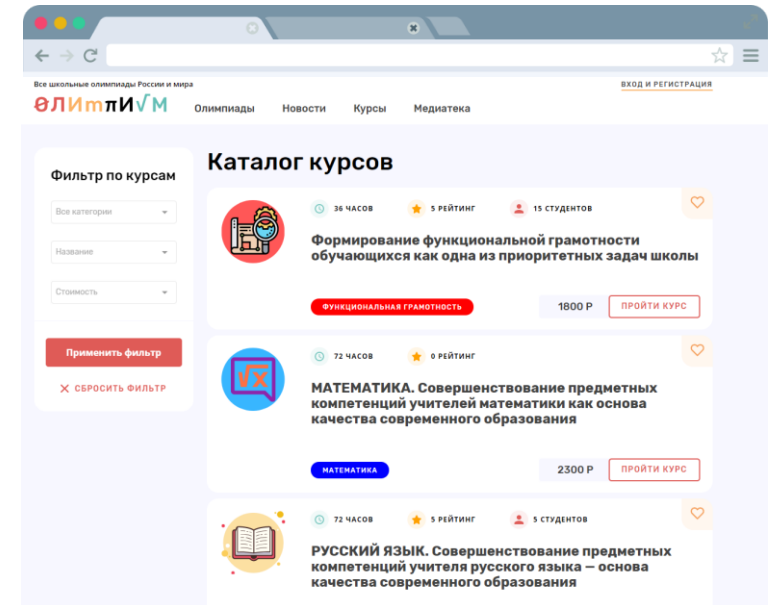 Все школьные олимпиады России и мира
ОЛИмпИ√М
Олимпиады
Новости
Курсы
Медиатека
ВХОД И РЕГИСТРАЦИЯ
Фильтр по курсам
Все категории
Название
Стоимость
Применить фильтр
СБРОСИТЬ ФИЛЬТР
Каталог курсов
36 ЧАСОВ
5 РЕЙТИНГ
15 СТУДЕНТОВ
Формирование функциональной грамотности
обучающихся как одна из приоритетных задач школы
ФУНКЦИОНАЛЬНАЯ ГРАМОТНОСТЬ
1800 Р
ПРОЙТИ КУРС
√x
72 ЧАСОВ
0 РЕЙТИНГ
МАТЕМАТИКА. Совершенствование предметных
компетенций учителей математики как основа
качества современного образования
МАТЕМАТИКА
2300 Р
ПРОЙТИ КУРС
72 ЧАСОВ
5 РЕЙТИНГ
5 СТУДЕНТОВ
РУССКИЙ ЯЗЫК. Совершенствование предметных
компетенций учителя русского языка — основа
качества современного образования